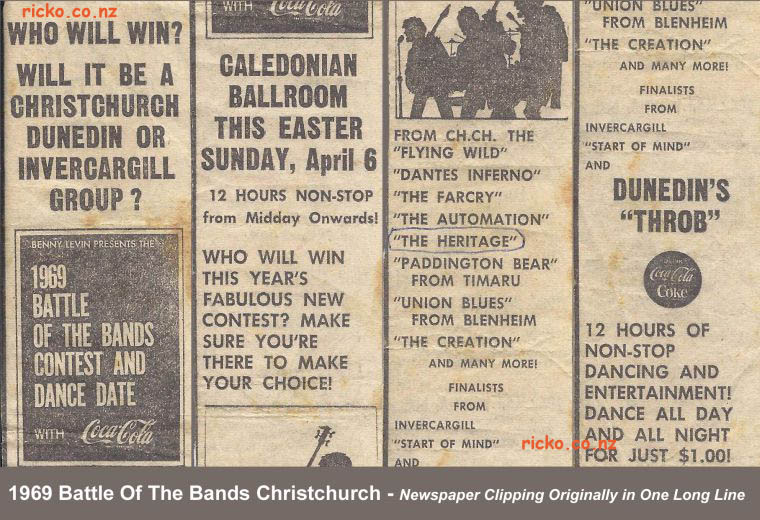 ricko.co.nz
WHO WILL WIN?
WILL IT BE A
CHRISTCHURCH
DUNEDIN OR
INVERCARGILL
GROUP ?
BENNY LEVIN PRESENTS THE
1969
BATTLE
OF THE BANDS
CONTEST AND
DANCE DATE
WITH Coca-Cola
WITH Coca-Cola
CALEDONIAN
BALLROOM
THIS EASTER
SUNDAY, April 6
12 HOURS NON-STOP
from Midday Onwards!
WHO WILL WIN
THIS YEAR'S
FABULOUS NEW
CONTEST? MAKE
SURE YOU'RE
THERE TO MAKE
YOUR CHOICE!
FROM CH.CH. THE
"FLYING WILD"
"DANTES INFERNO"
"THE FARCRY"
"THE AUTOMATION"
"THE HERITAGE"
"PADDINGTON BEAR"
FROM TIMARU
"UNION BLUES"
FROM BLENHEIM
"THE CREATION"
AND MANY MORE!
FINALISTS
FROM
INVERCARGILL
"START OF MIND"
AND
ricko.co.nz
"UNION BLUES"
FROM BLENHEIM
"THE CREATION"
AND MANY MORE!
FINALISTS
FROM
INVERCARGILL
"START OF MIND"
AND
DUNEDIN'S
"THROB"
DRINK
Coca-Cola
Coke
12 HOURS OF
NON-STOP
DANCING AND
ENTERTAINMENT!
DANCE ALL DAY
AND ALL NIGHT
FOR JUST $1.00!
ricko.co.nz
1969 Battle Of The Bands Christchurch - Newspaper Clipping Originally in One Long Line